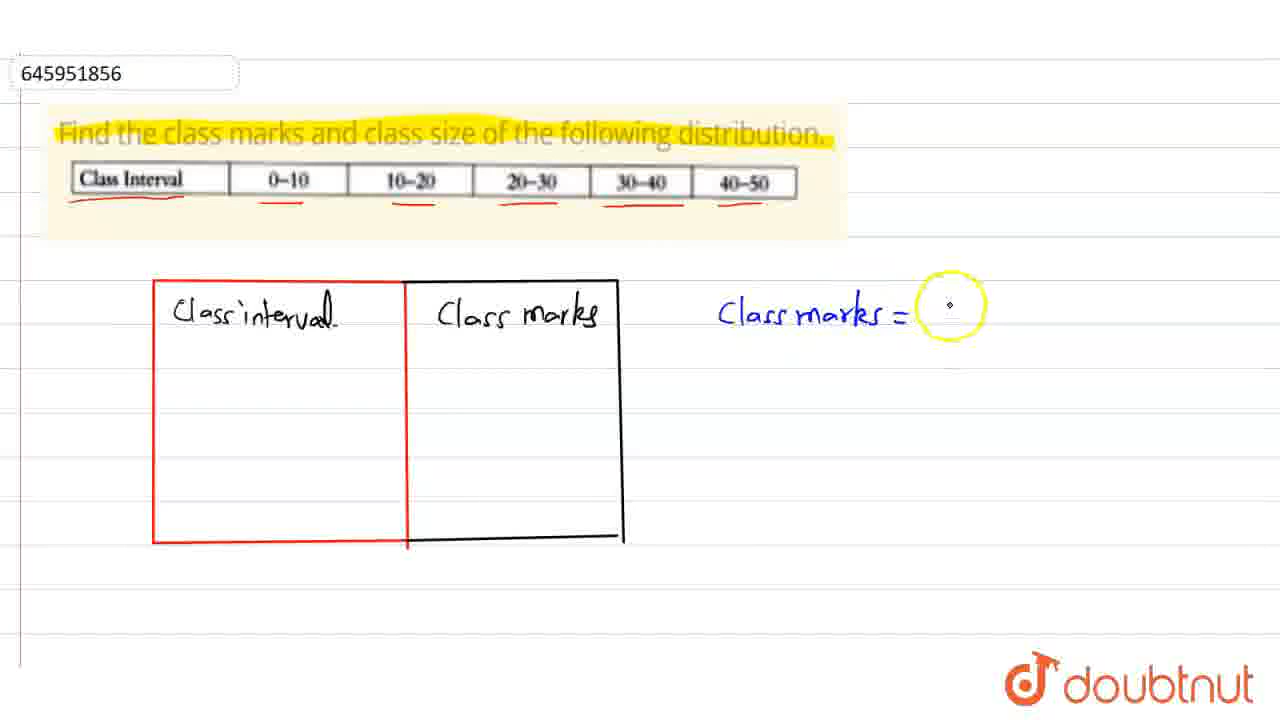 645951856
Find the class marks and class size of the following distribution.
Class Interval 0–10 10–20 20–30 30–40 40–50
Class interval. Class marks Class marks =
doubtnut